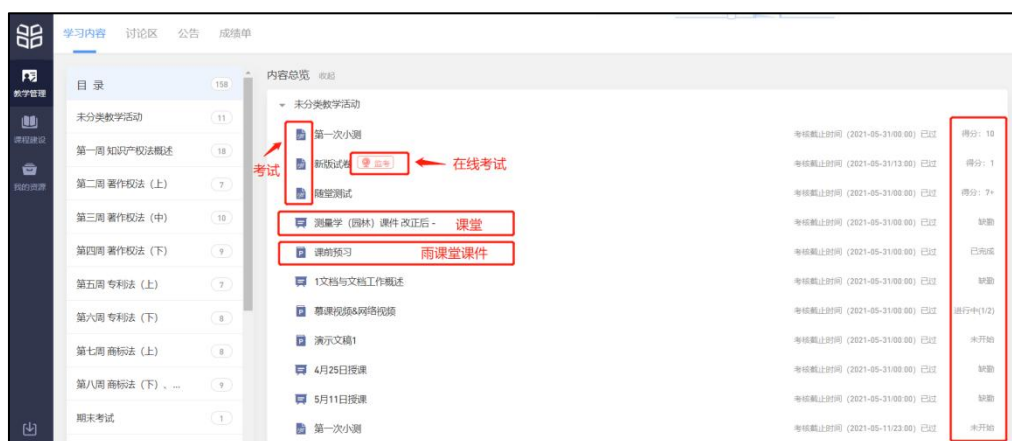 学习内容 讨论区 公告 成绩单
教学管理
课程建设
我的资源
目 录 158
未分类教学活动 11
第一周 知识产权法概述 18
第二周 著作权法（上） 7
第三周 著作权法（中） 10
第四周 著作权法（下） 9
第五周 专利法（上） 7
第六周 专利法（下） 8
第七周 商标法（上） 8
第八周 商标法（下）、... 9
期末考试 1
内容总览 收起
未分类教学活动
第一次小测 考核截止时间 (2021-05-31/00:00) 已过 得分: 10
考试
新版试卷 监考 在线考试 考核截止时间 (2021-05-31/13:00) 已过 得分: 1
随堂测试 考核截止时间 (2021-05-31/00:00) 已过 得分: 7+
测量学（园林）课件 改正后 - 课堂 考核截止时间 (2021-05-31/00:00) 已过 缺勤
课前预习 雨课堂课件 考核截止时间 (2021-05-31/00:00) 已过 已完成
1文档与文档工作概述 考核截止时间 (2021-05-31/00:00) 已过 缺勤
慕课视频&网络视频 考核截止时间 (2021-05-31/00:00) 已过 进行中(1/2)
演示文稿1 考核截止时间 (2021-05-31/00:00) 已过 未开始
4月25日授课 考核截止时间 (2021-05-31/00:00) 已过 缺勤
5月11日授课 考核截止时间 (2021-05-31/00:00) 已过 缺勤
第一次小测 考核截止时间 (2021-05-11/23:00) 已过 未开始